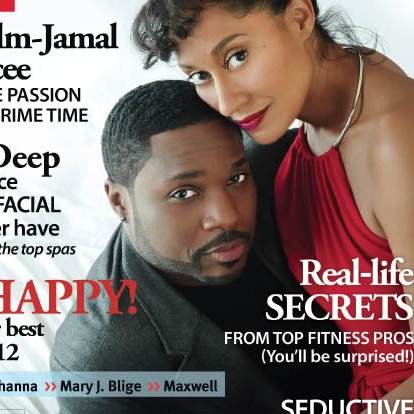 lm-Jamal
cee
E PASSION
RIME TIME
Deep
ce
FACIAL
er have
the top spas
HAPPY!
r best
12
hanna >> Mary J. Blige >> Maxwell
Real-life
SECRETS
FROM TOP FITNESS PROS
(You'll be surprised!)
SEDUCTIVE